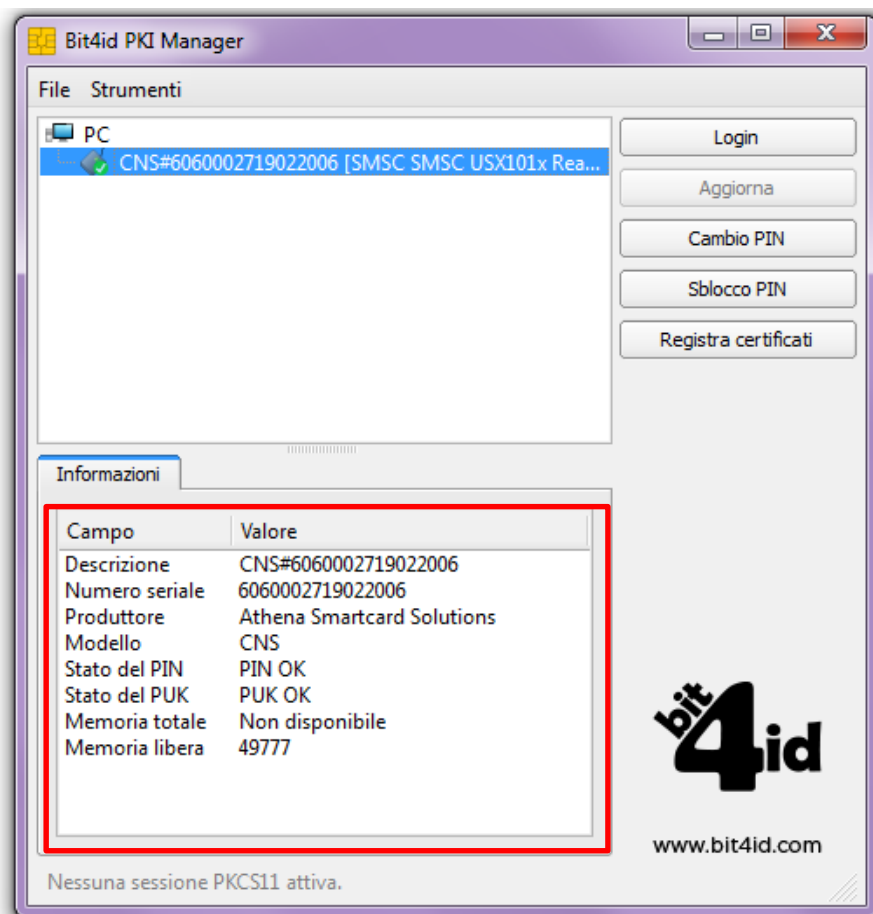 Bit4id PKI Manager
File Strumenti
PC
CNS#6060002719022006 [SMSC SMSC USX101x Rea...
Login
Aggiorna
Cambio PIN
Sblocco PIN
Registra certificati
Informazioni
Campo Valore
Descrizione CNS#6060002719022006
Numero seriale 6060002719022006
Produttore Athena Smartcard Solutions
Modello CNS
Stato del PIN PIN OK
Stato del PUK PUK OK
Memoria totale Non disponibile
Memoria libera 49777
bit4id
www.bit4id.com
Nessuna sessione PKCS11 attiva.